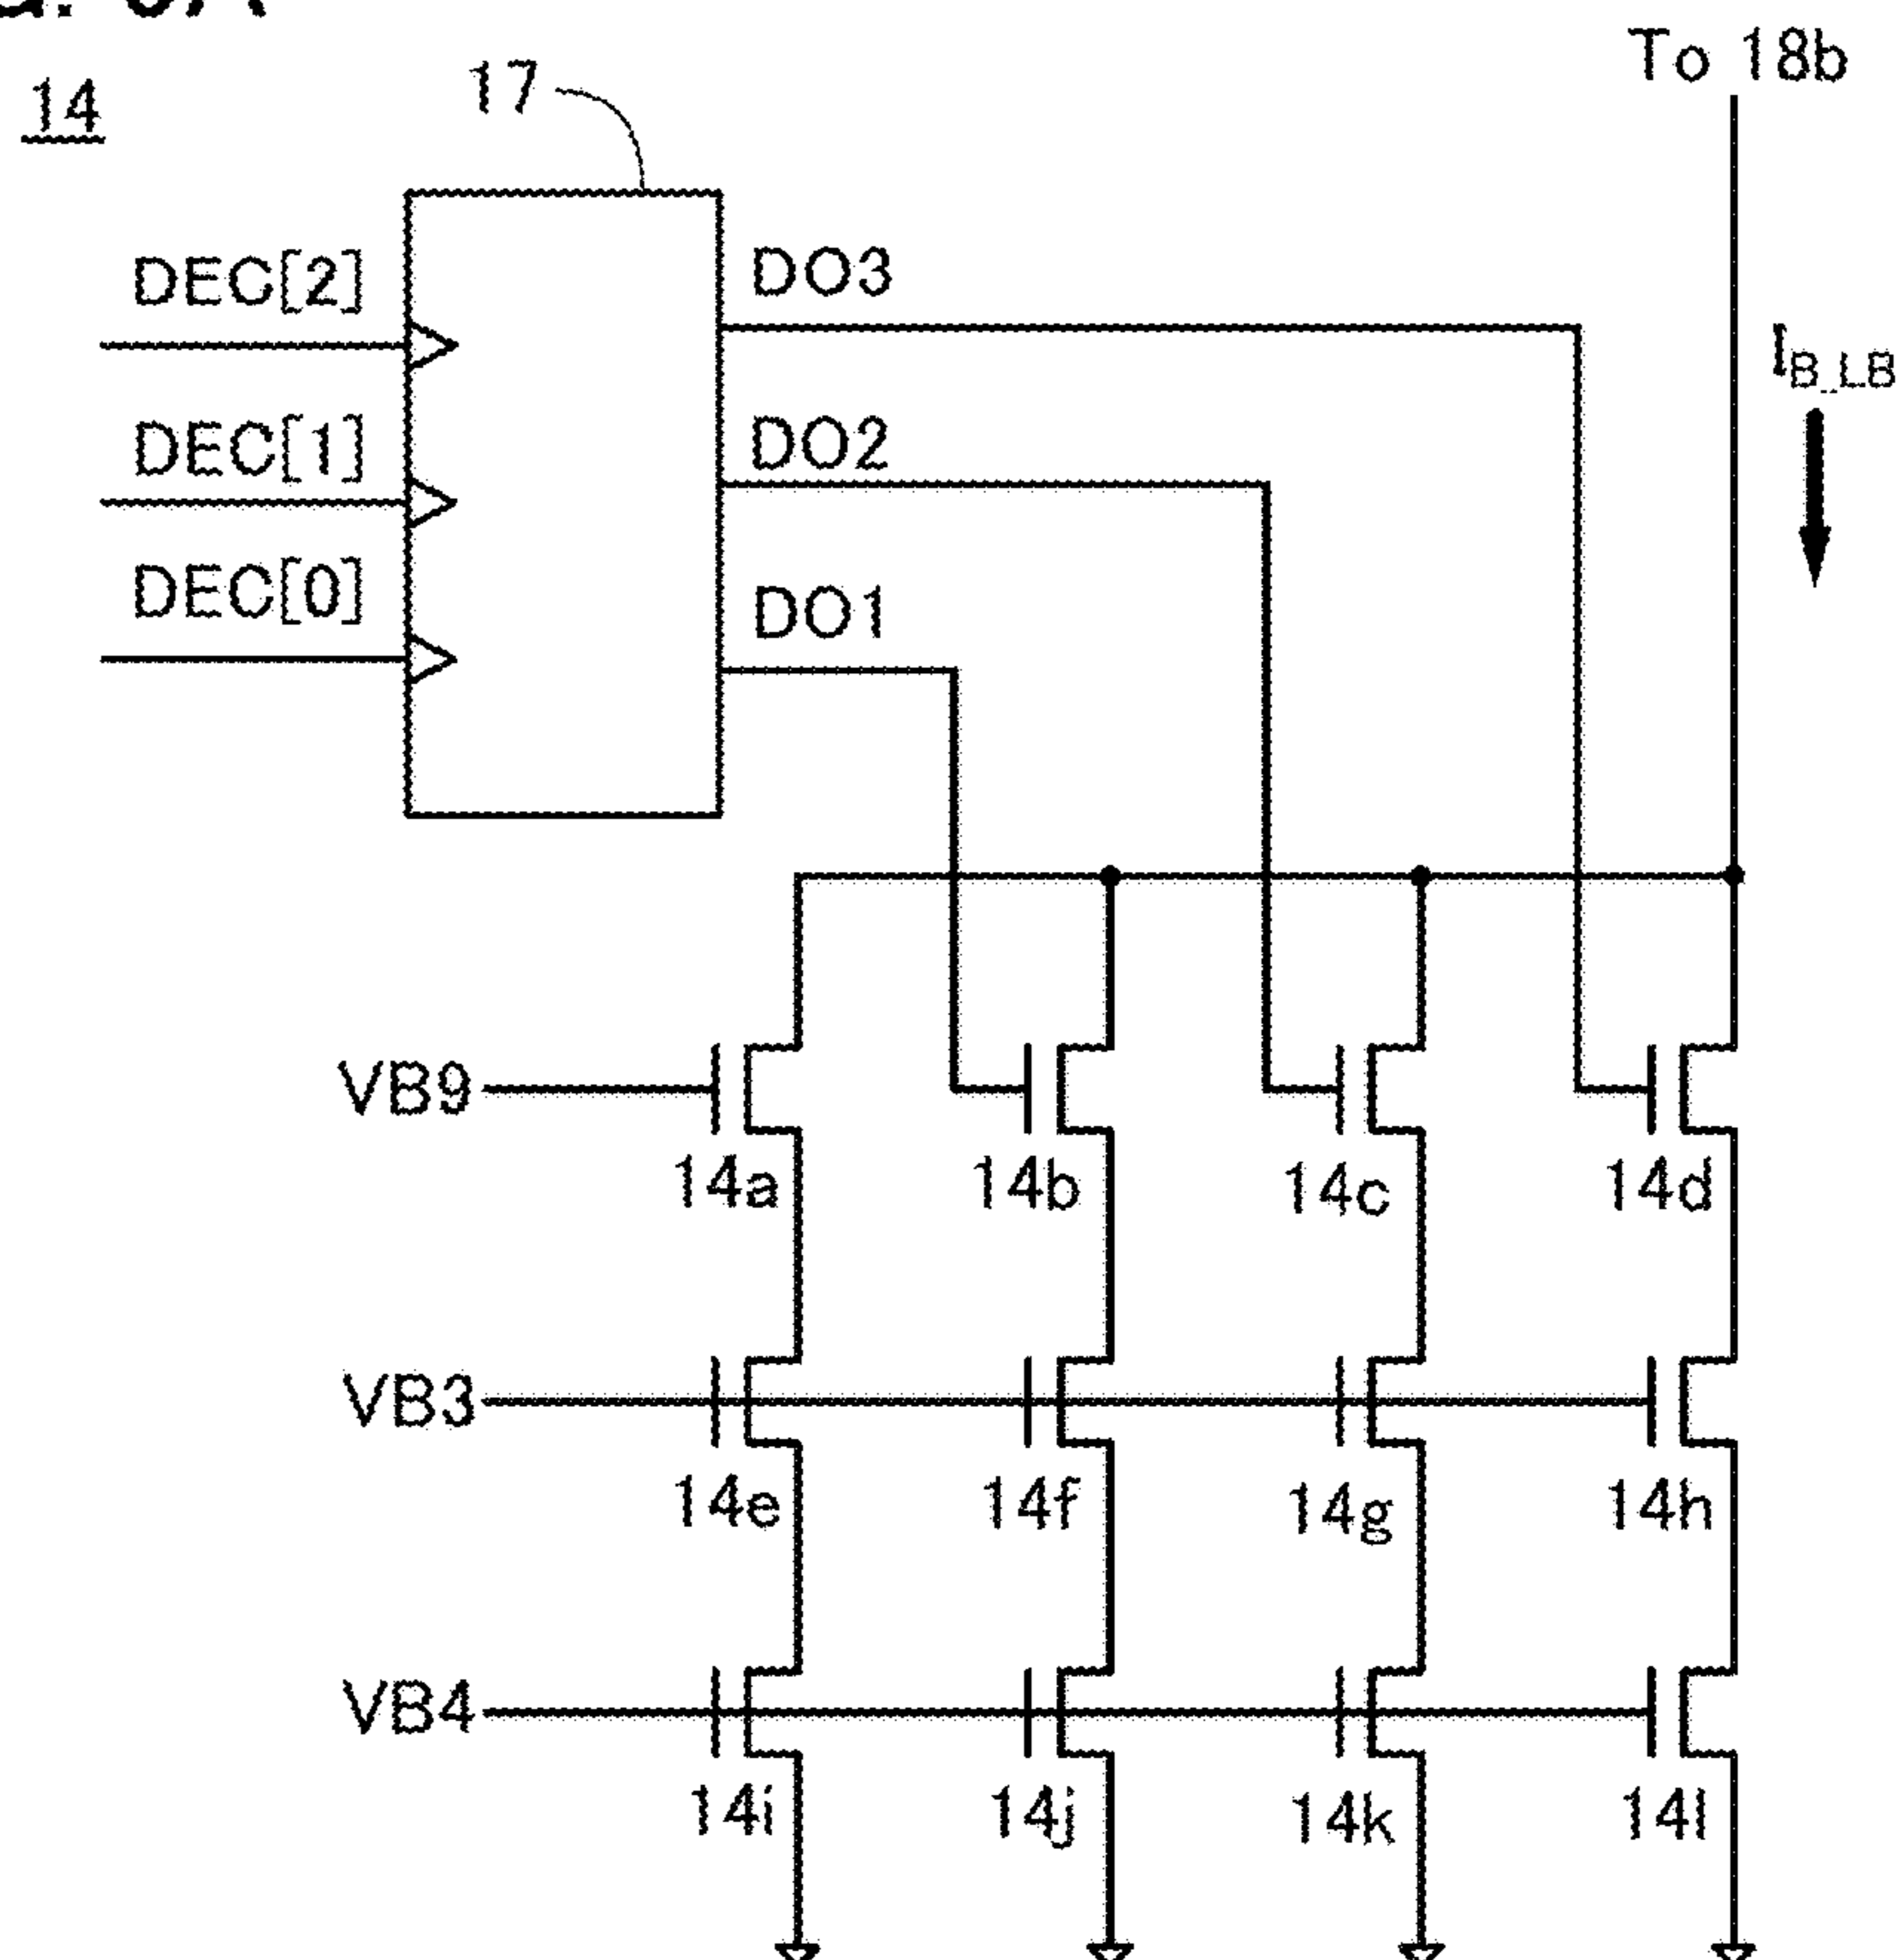 To 18b
14
17
DEC[2]
DO3
I_B_LB
DEC[1]
DO2
DEC[0]
DO1
VB9
14a
14b
14c
14d
VB3
14e
14f
14g
14h
VB4
14i
14j
14k
14l